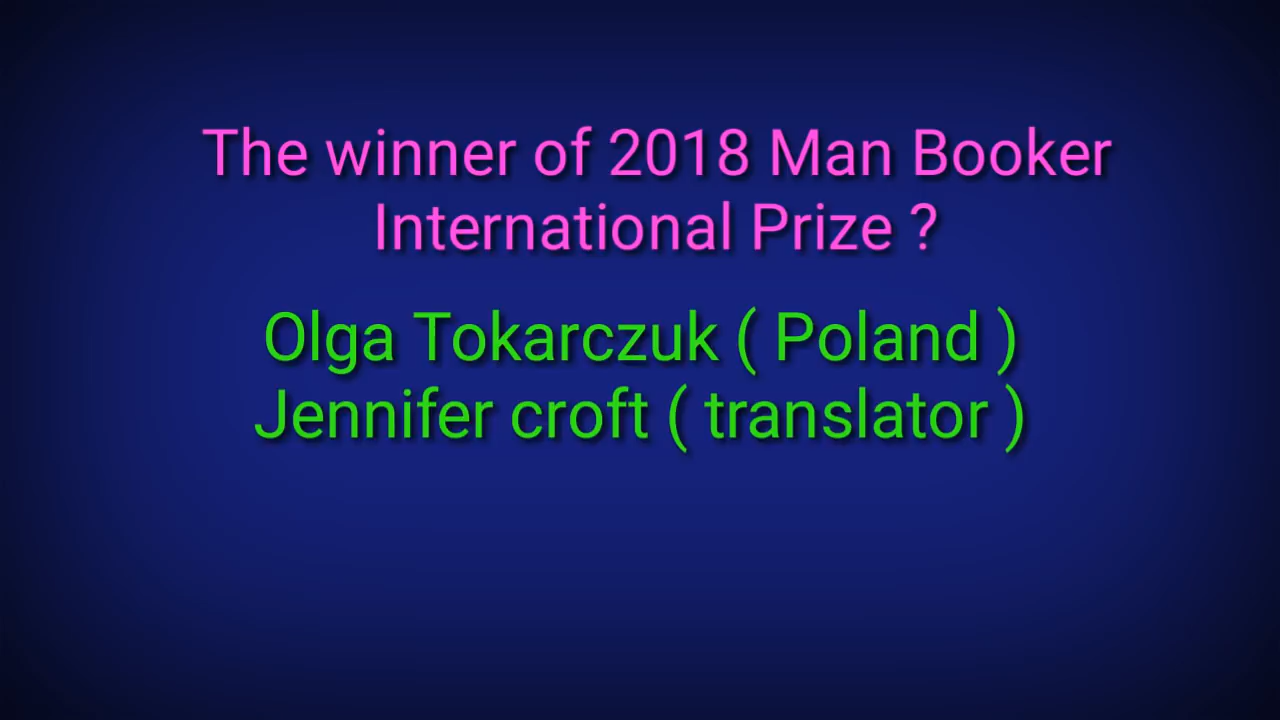 The winner of 2018 Man Booker
International Prize ?
Olga Tokarczuk ( Poland )
Jennifer croft ( translator )